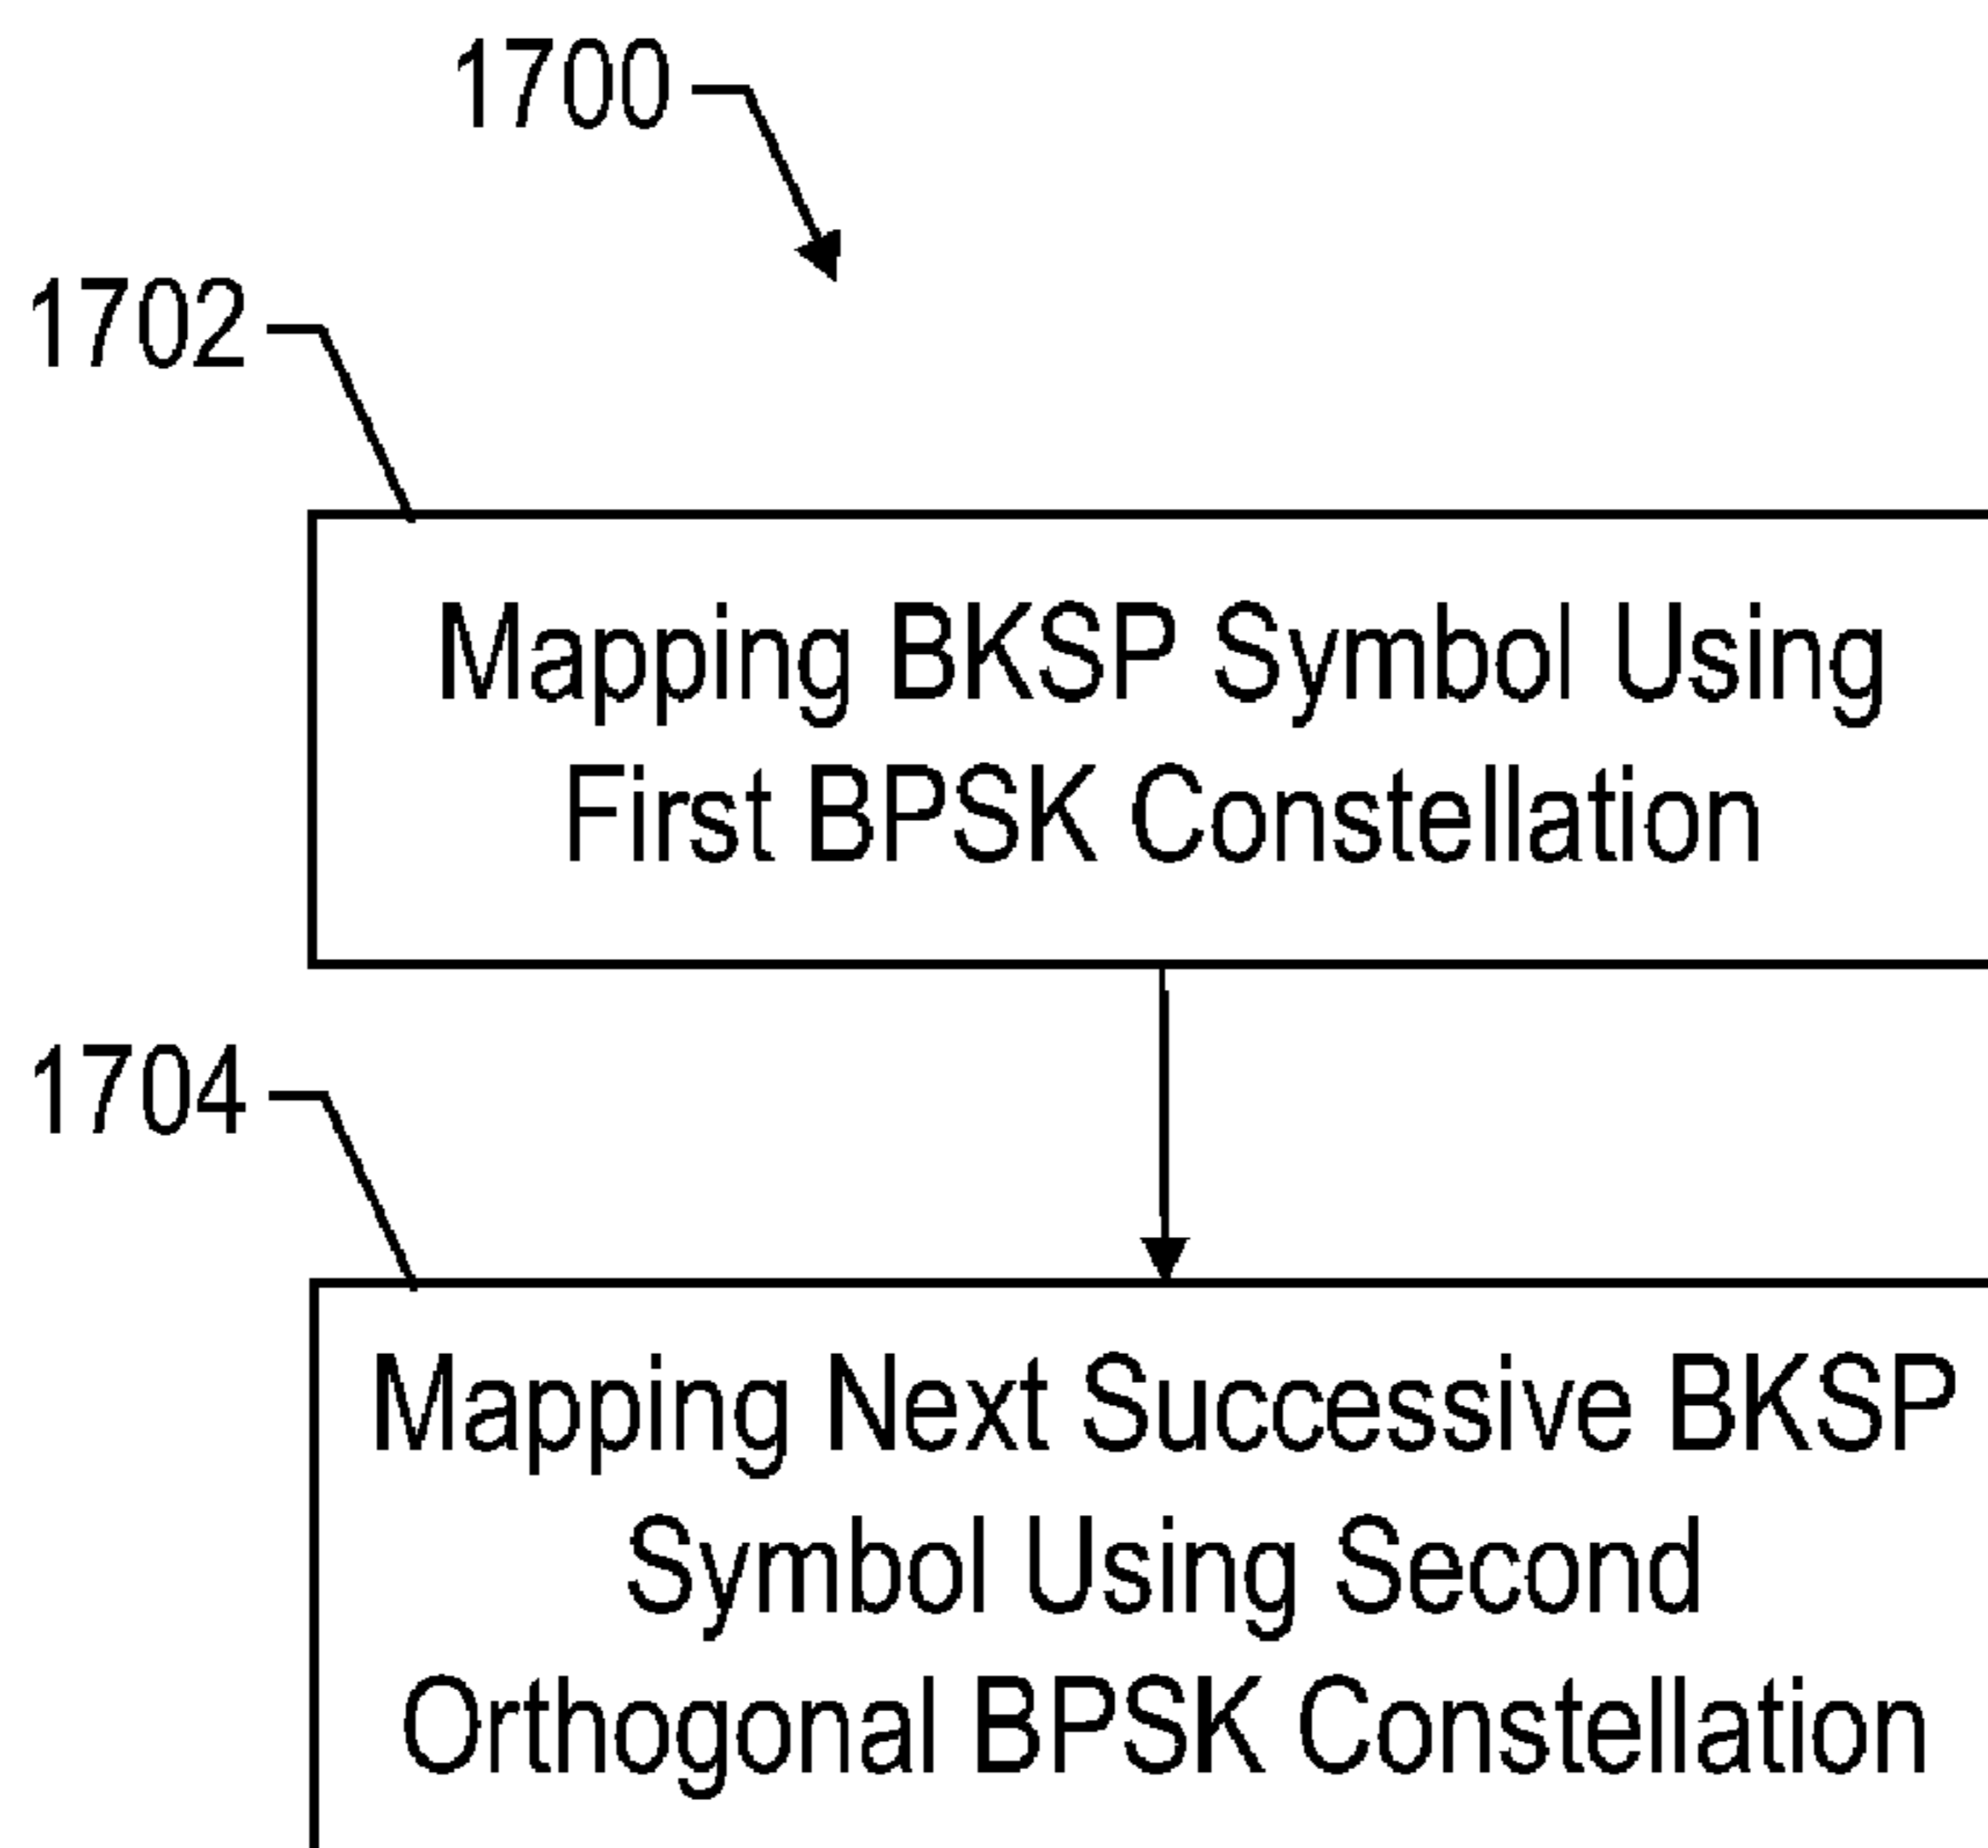 1700
1702
Mapping BKSP Symbol Using
First BPSK Constellation
1704
Mapping Next Successive BKSP
Symbol Using Second
Orthogonal BPSK Constellation